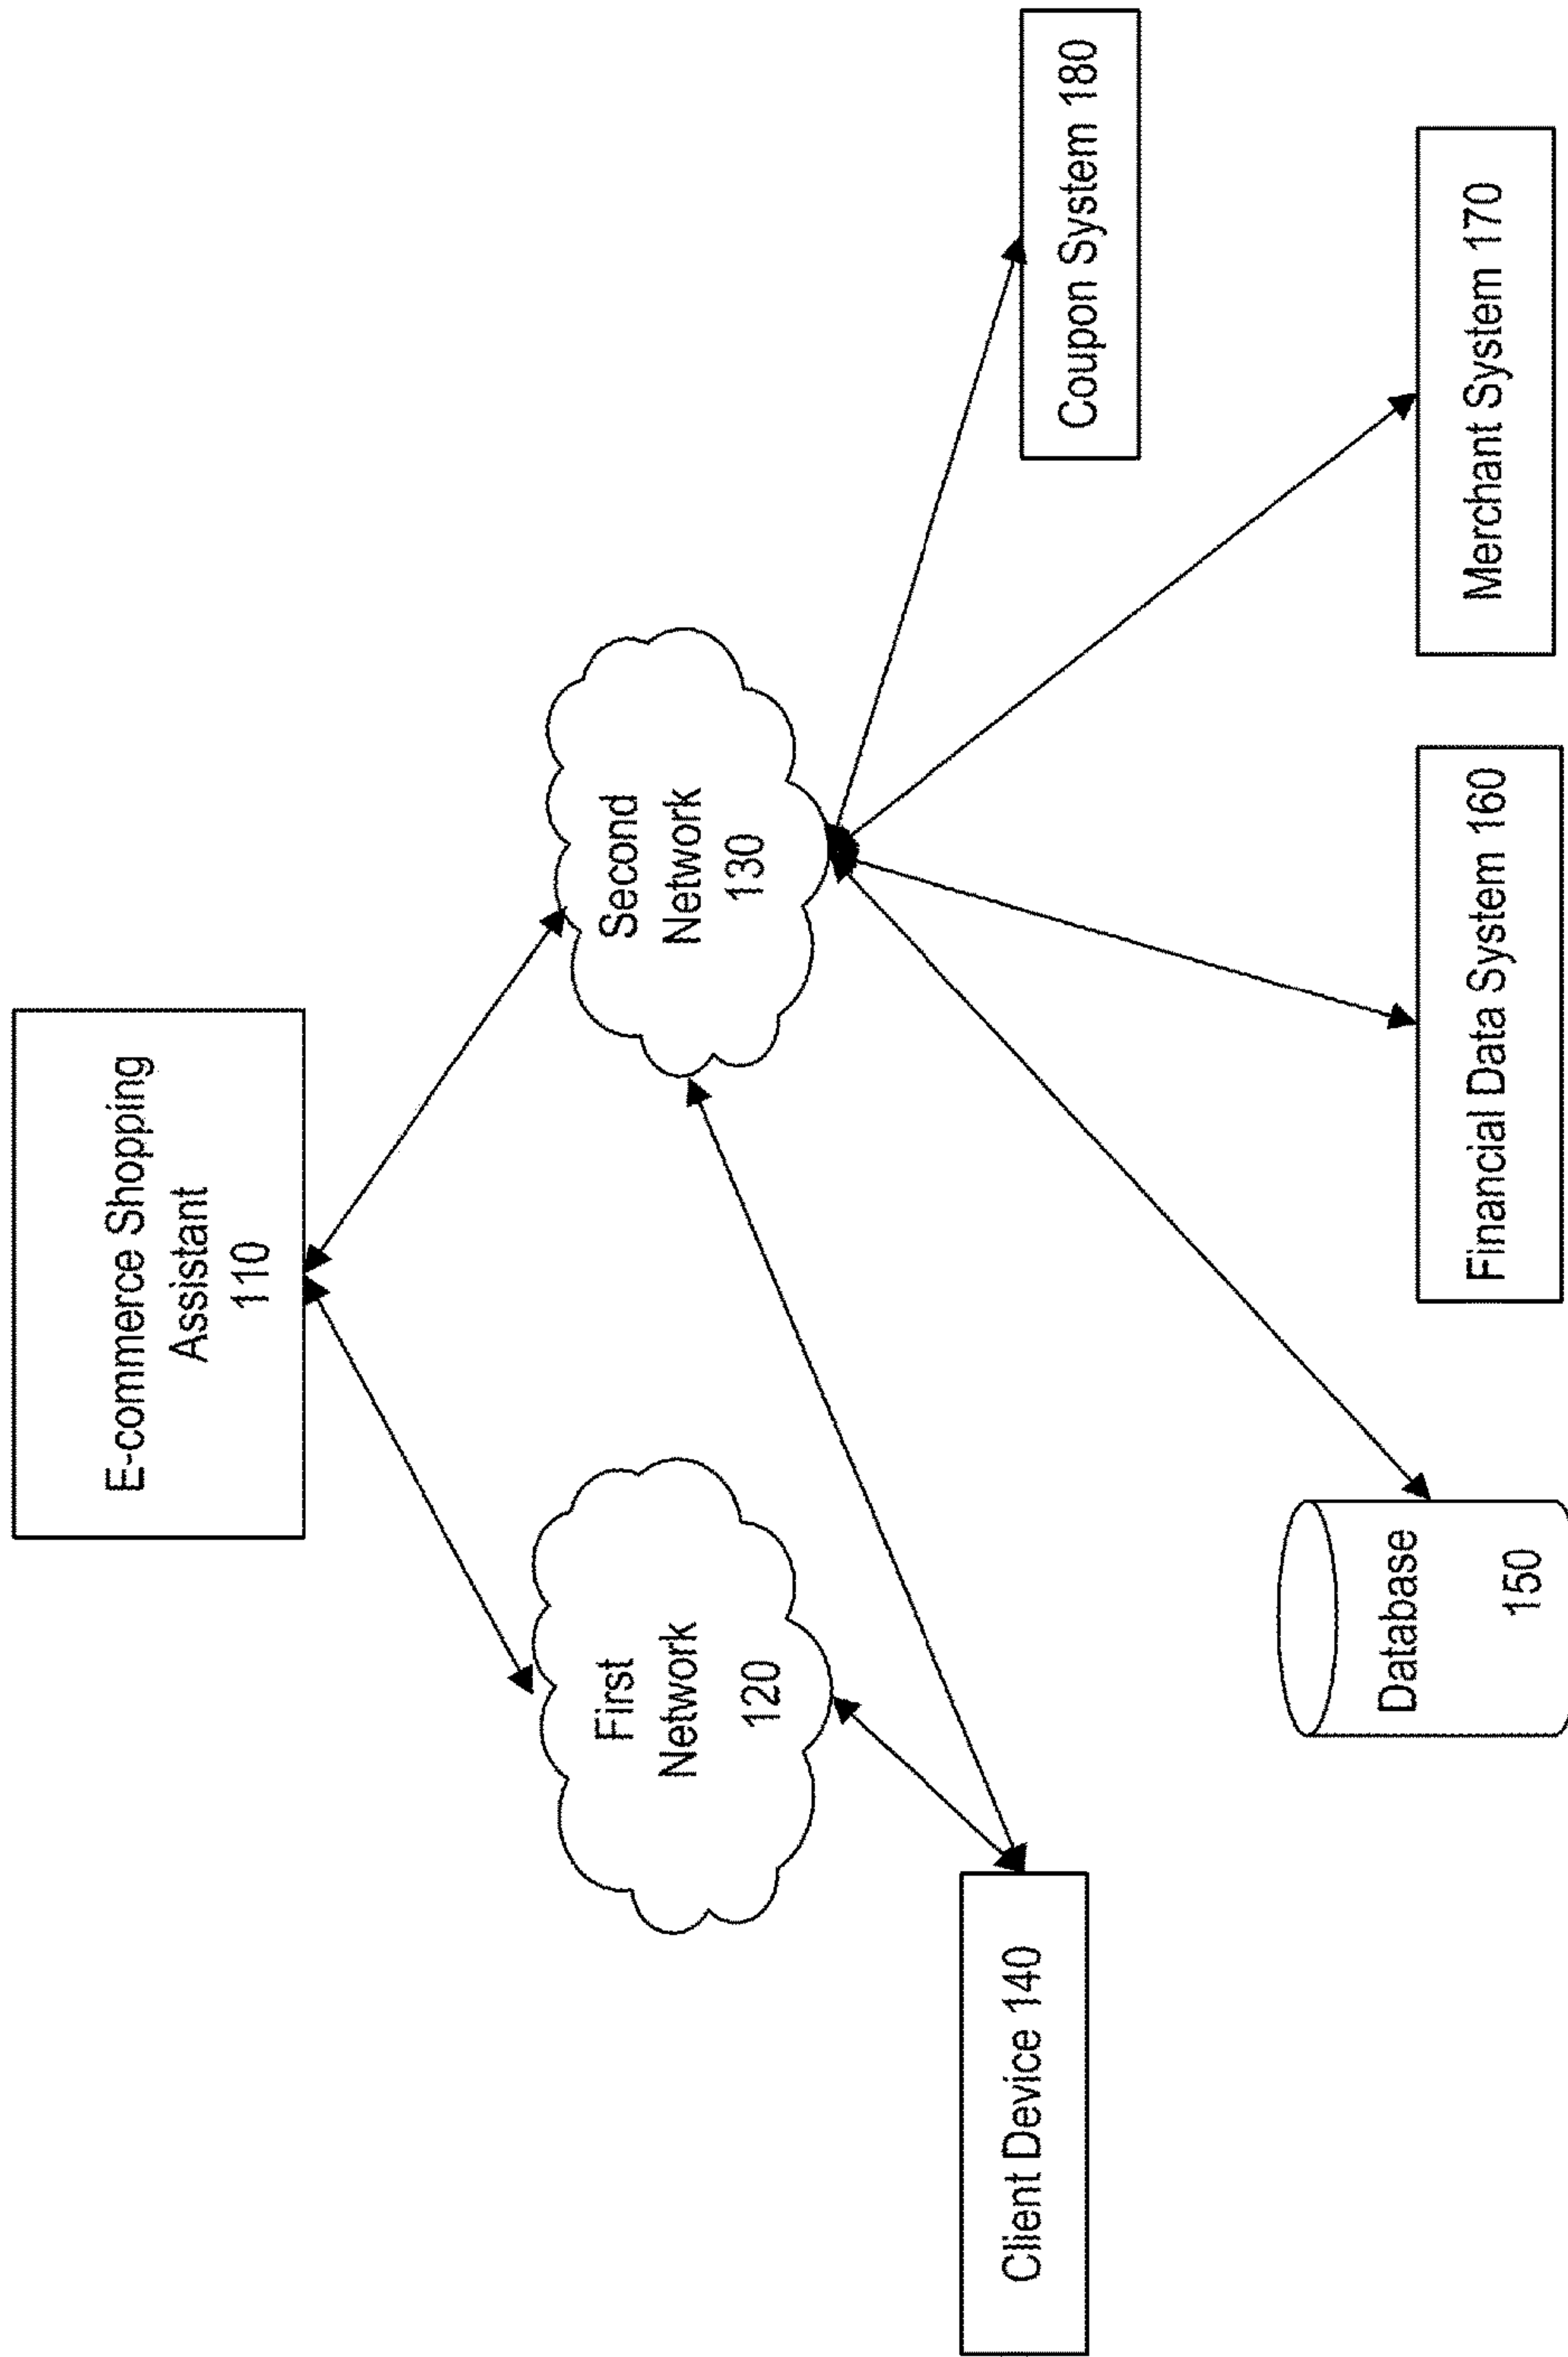 E-commerce Shopping
Assistant
110
First
Network
120
Second
Network
130
Client Device 140
Coupon System 180
Database
150
Financial Data System 160
Merchant System 170